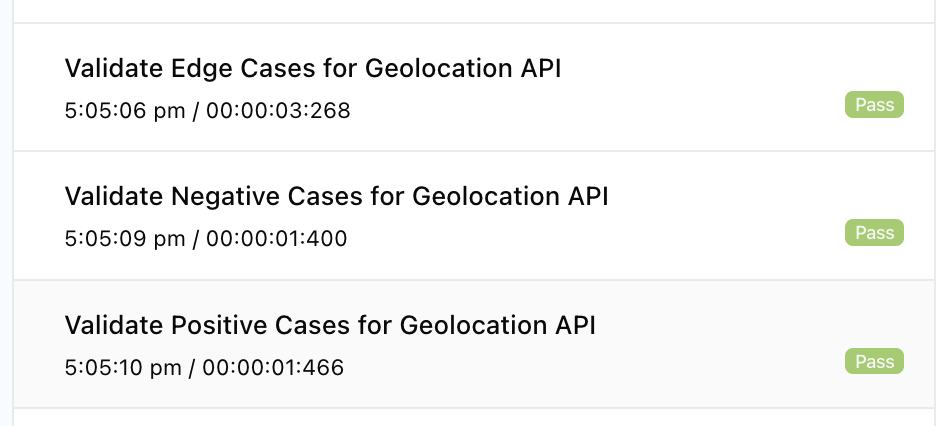 Validate Edge Cases for Geolocation API
5:05:06 pm / 00:00:03:268
Pass
Validate Negative Cases for Geolocation API
5:05:09 pm / 00:00:01:400
Pass
Validate Positive Cases for Geolocation API
5:05:10 pm / 00:00:01:466
Pass